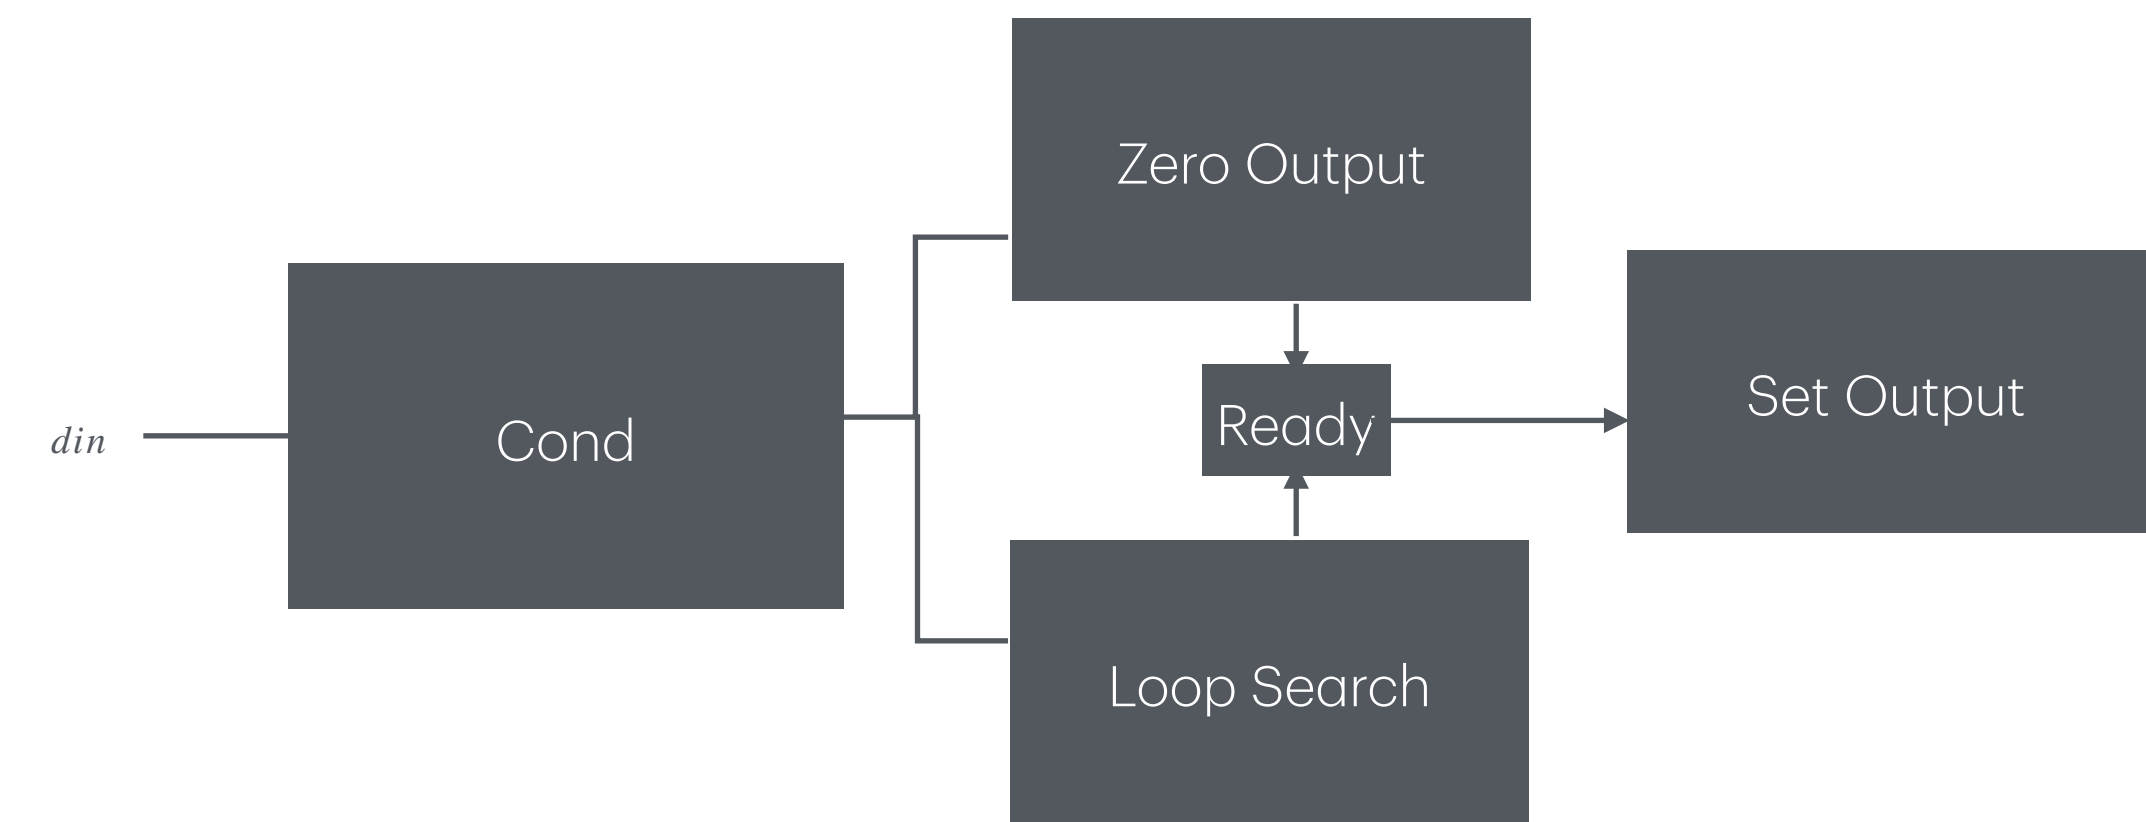 din
Cond
Zero Output
Ready
Loop Search
Set Output